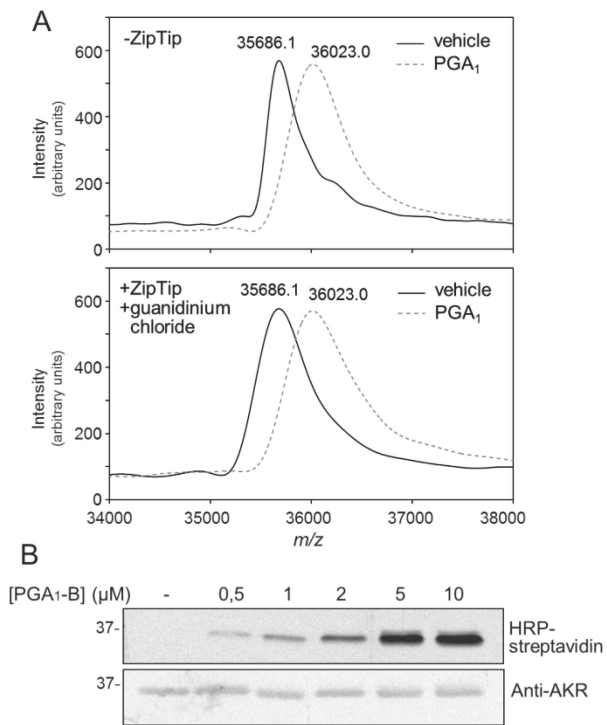 A
-ZipTip
35686.1
36023.0
vehicle
PGA₁
Intensity
(arbitrary units)
600
400
200
0
+ZipTip
+guanidinium
chloride
35686.1
36023.0
vehicle
PGA₁
Intensity
(arbitrary units)
600
400
200
0
34000 35000 36000 37000 38000
m/z
B
[PGA₁-B] (µM) - 0,5 1 2 5 10
37-
HRP-
streptavidin
37-
Anti-AKR